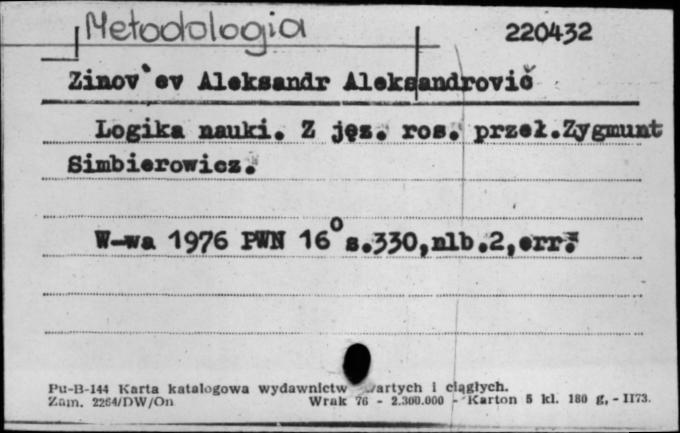 Metodologia 220432
Zinov'ev Aleksandr Aleksandrovič
Logika nauki. Z jęz. ros. przeł.Zygmunt
Simbierowicz.
W-wa 1976 PWN 16° s.330,nlb.2,err.
Pu-B-144 Karta katalogowa wydawnictw zwartych i ciągłych.
Zam. 2264/DW/On Wrak 76 - 2.300.000 - Karton 5 kl. 180 g, - II73.